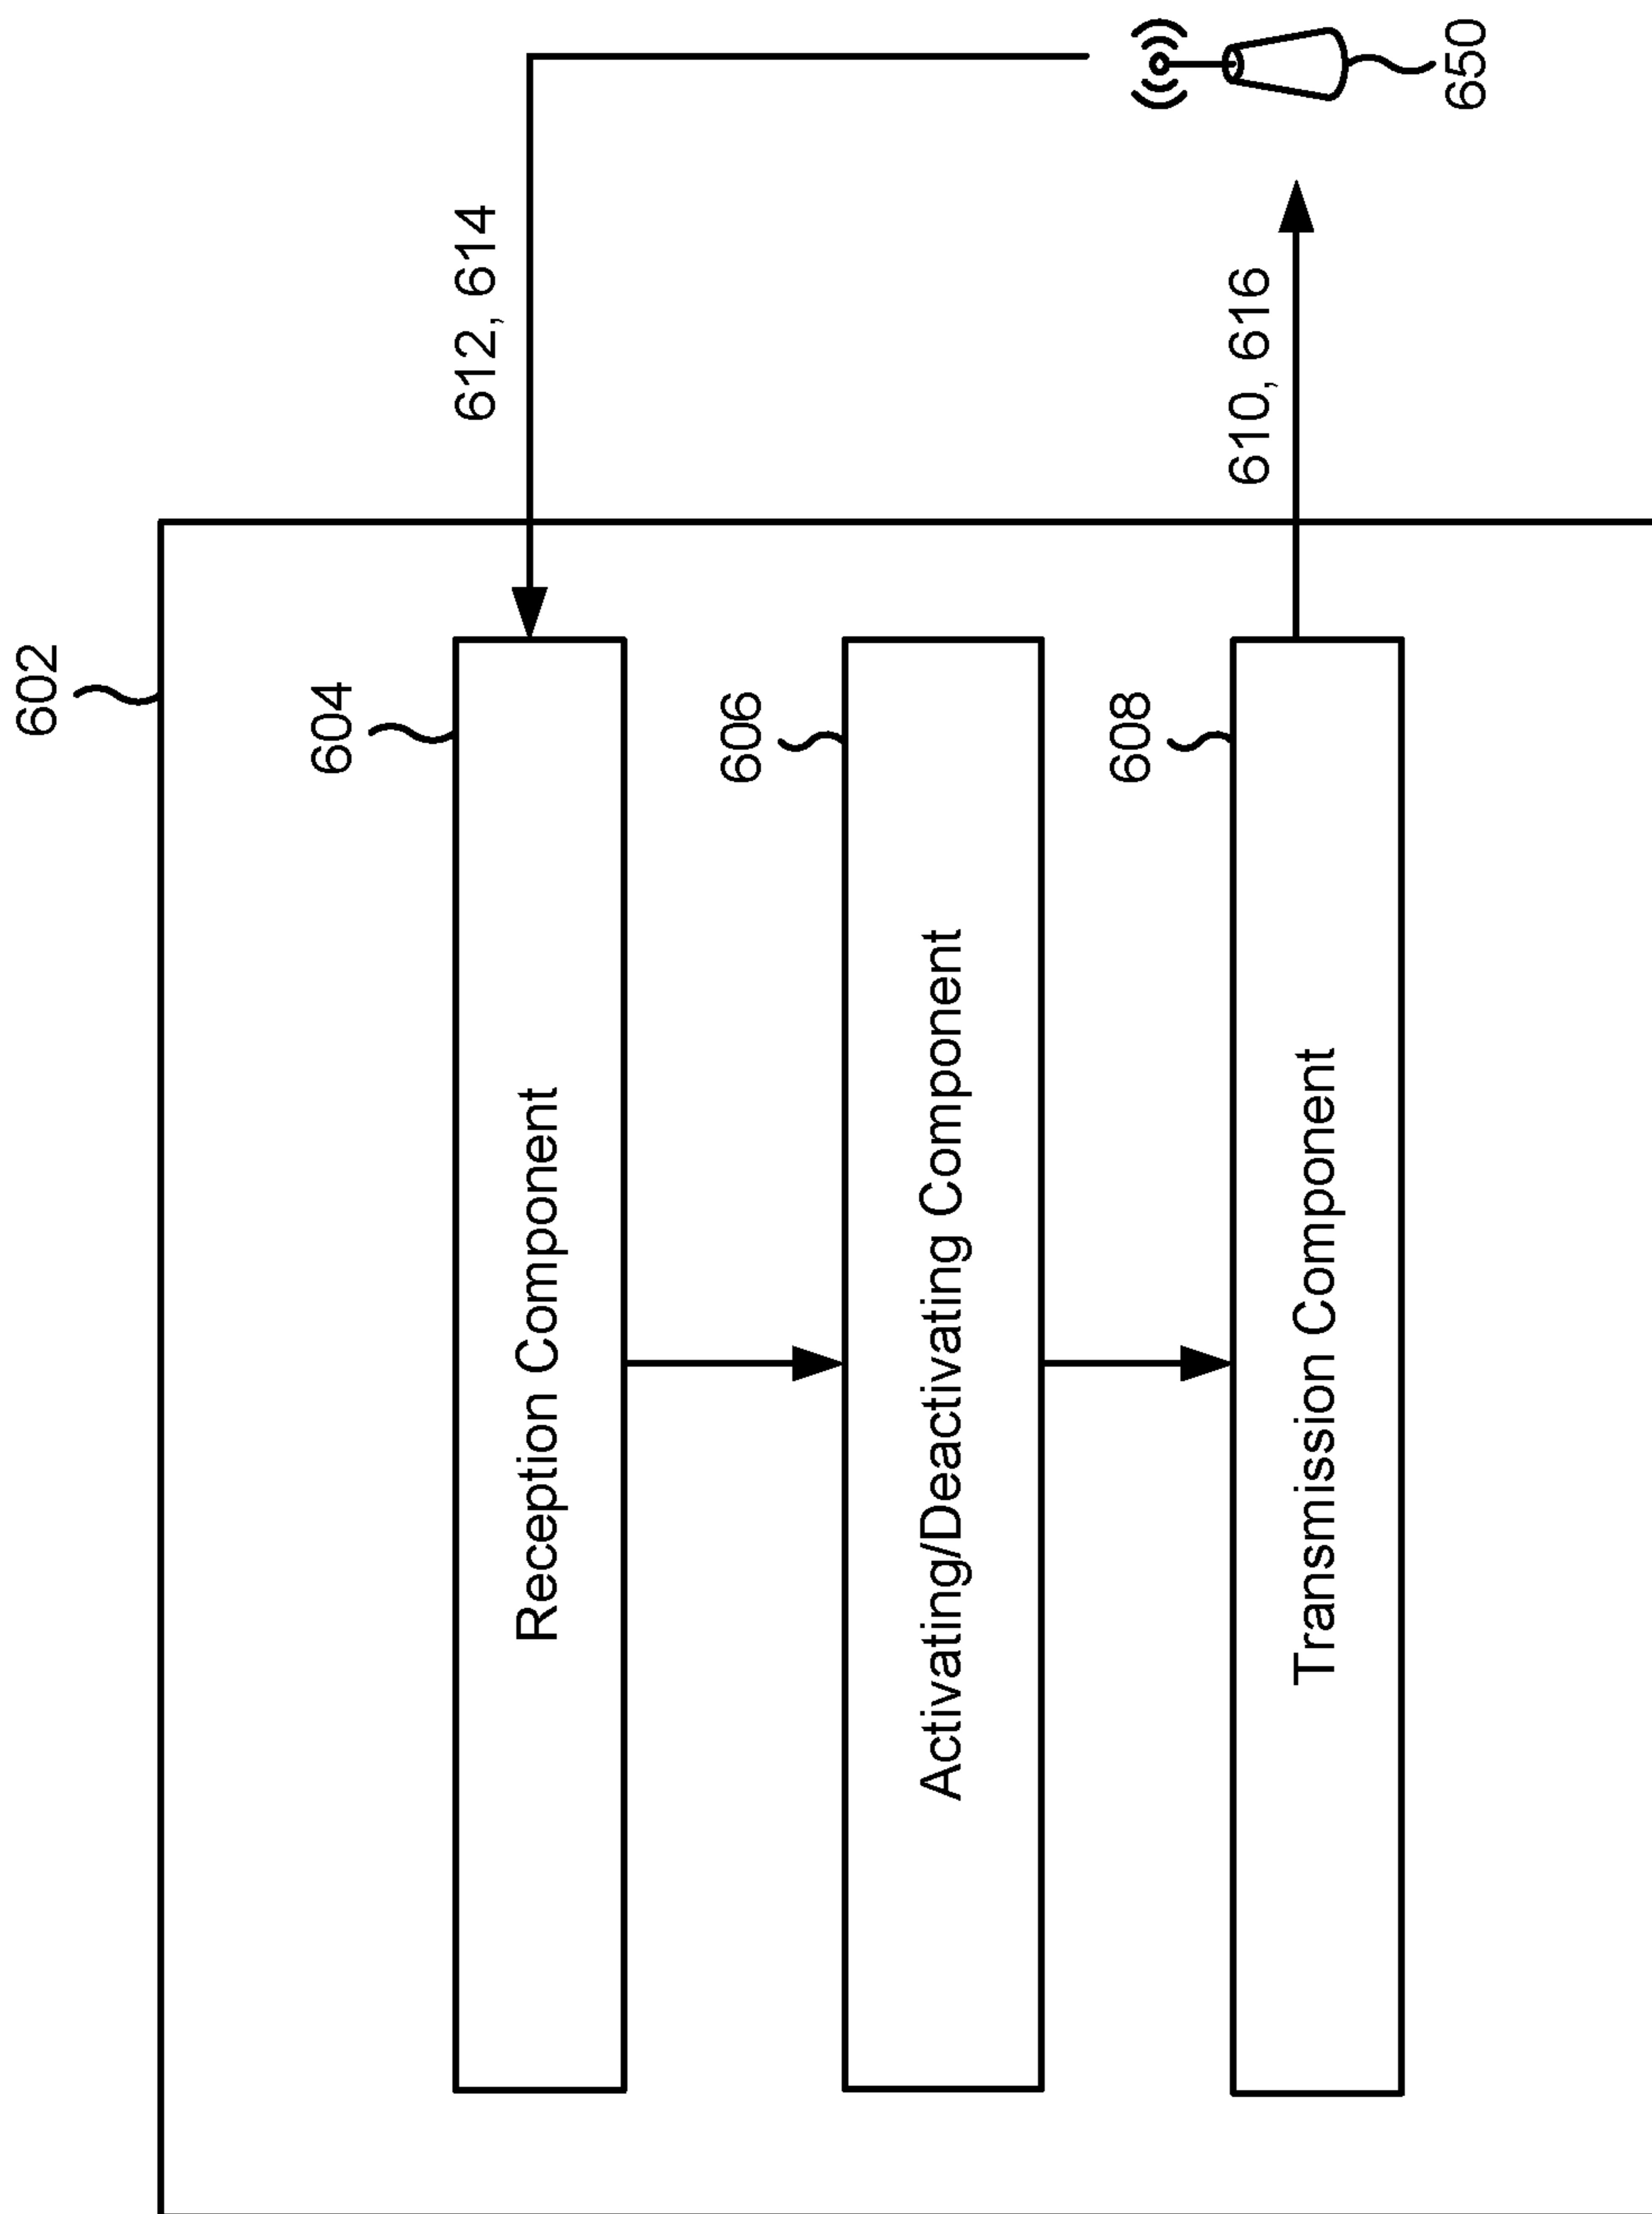 602
604
612, 614
Reception Component
606
Activating/Deactivating Component
608
610, 616
Transmission Component
650